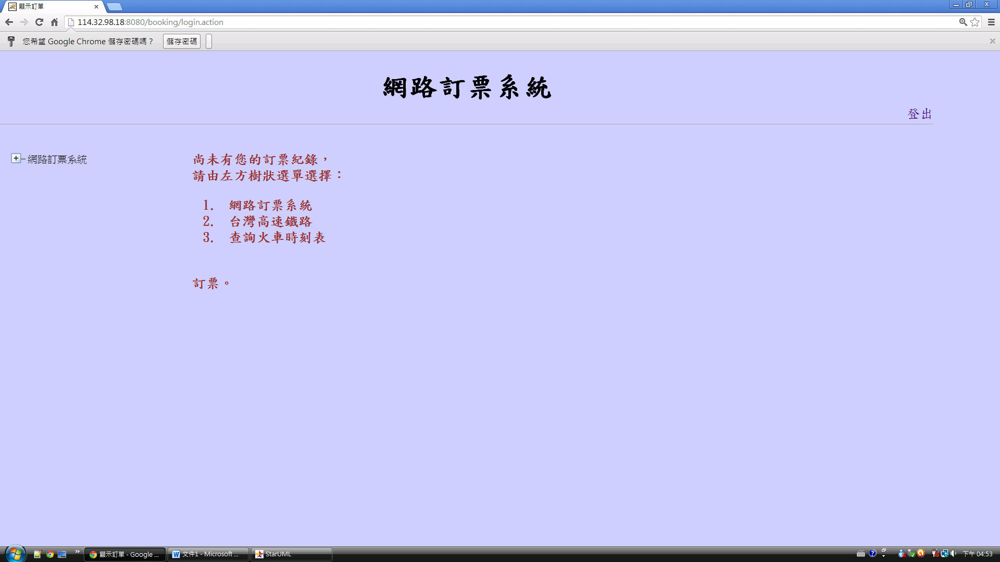 顯示訂單
114.32.98.18:8080/booking/login.action
您希望 Google Chrome 儲存密碼嗎？ 儲存密碼
網路訂票系統
登出
網路訂票系統
尚未有您的訂票紀錄，
請由左方樹狀選單選擇：
1. 網路訂票系統
2. 台灣高速鐵路
3. 查詢火車時刻表
訂票。
顯示訂單 - Google ... 文件1 - Microsoft ... StarUML 下午 04:53